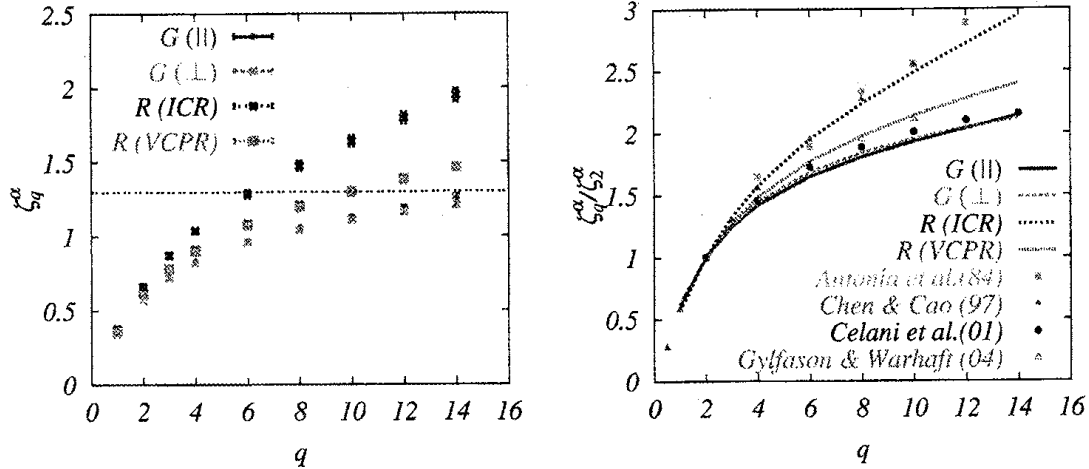 2.5
2
1.5
1
0.5
0
G (||)
G (⊥)
R (ICR)
R (VCPR)
ζ_q^α
0 2 4 6 8 10 12 14 16
q
3
2.5
2
1.5
1
0.5
0
ζ_q^α/ζ_2^α
G (||)
G (⊥)
R (ICR)
R (VCPR)
Antonia et al.(84)
Chen & Cao (97)
Celani et al.(01)
Gylfason & Warhaft (04)
0 2 4 6 8 10 12 14 16
q